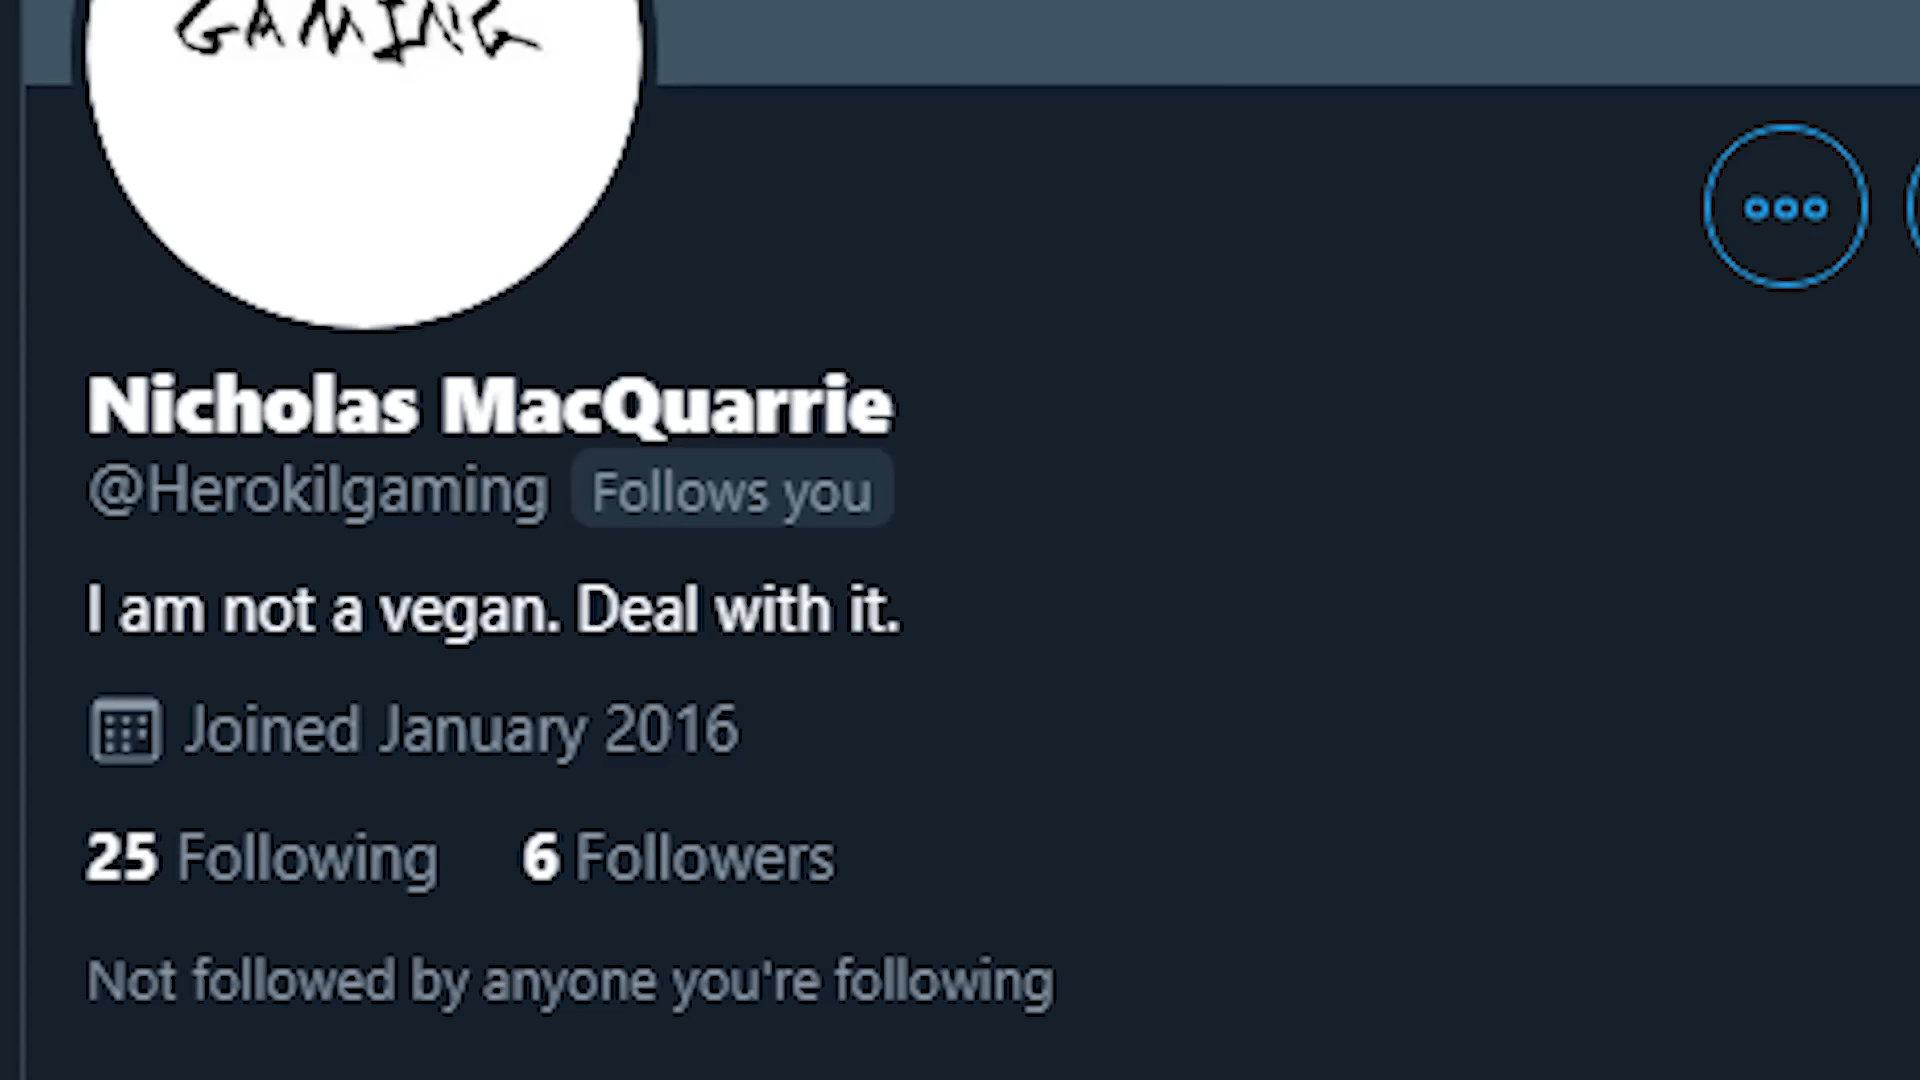 GAMING
Nicholas MacQuarrie
@Herokilgaming Follows you
I am not a vegan. Deal with it.
Joined January 2016
25 Following 6 Followers
Not followed by anyone you're following